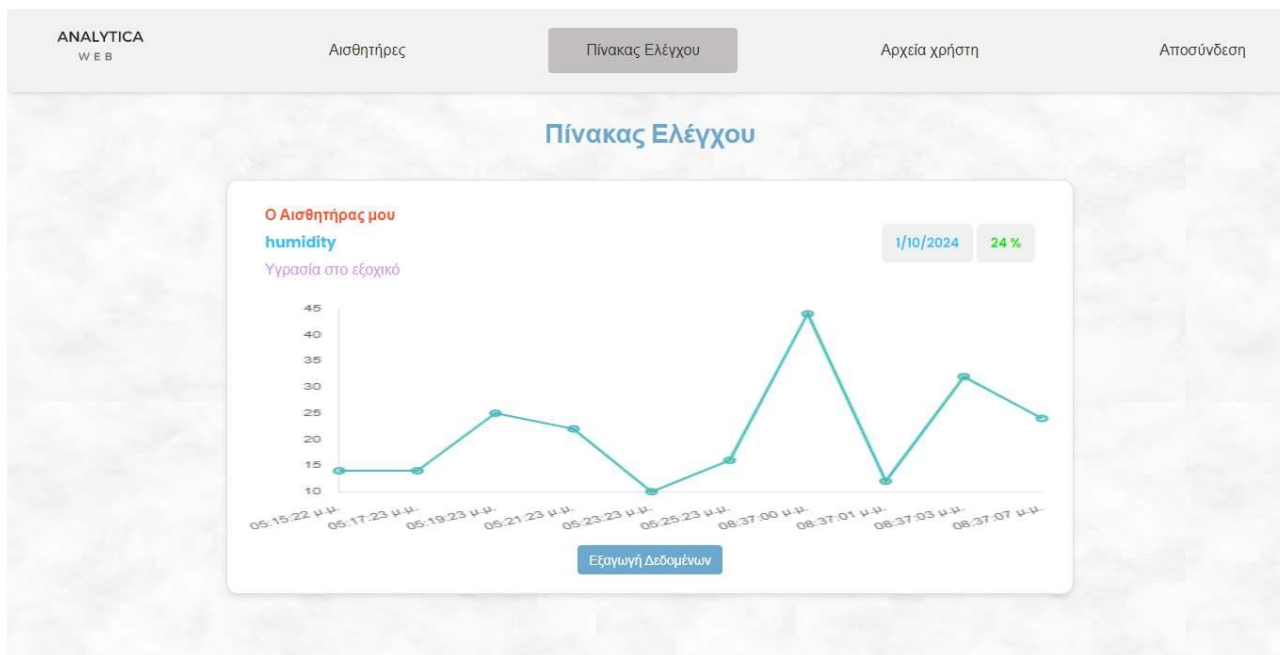 ANALYTICA
WEB
Αισθητήρες
Πίνακας Ελέγχου
Αρχεία χρήστη
Αποσύνδεση
Πίνακας Ελέγχου
Ο Αισθητήρας μου
humidity
Υγρασία στο εξοχικό
1/10/2024
24 %
45
40
35
30
25
20
15
10
05:15:22 μ.μ.
05:17:23 μ.μ.
05:19:23 μ.μ.
05:21:23 μ.μ.
05:23:23 μ.μ.
05:25:23 μ.μ.
08:37:00 μ.μ.
08:37:01 μ.μ.
08:37:03 μ.μ.
08:37:07 μ.μ.
Εξαγωγή Δεδομένων